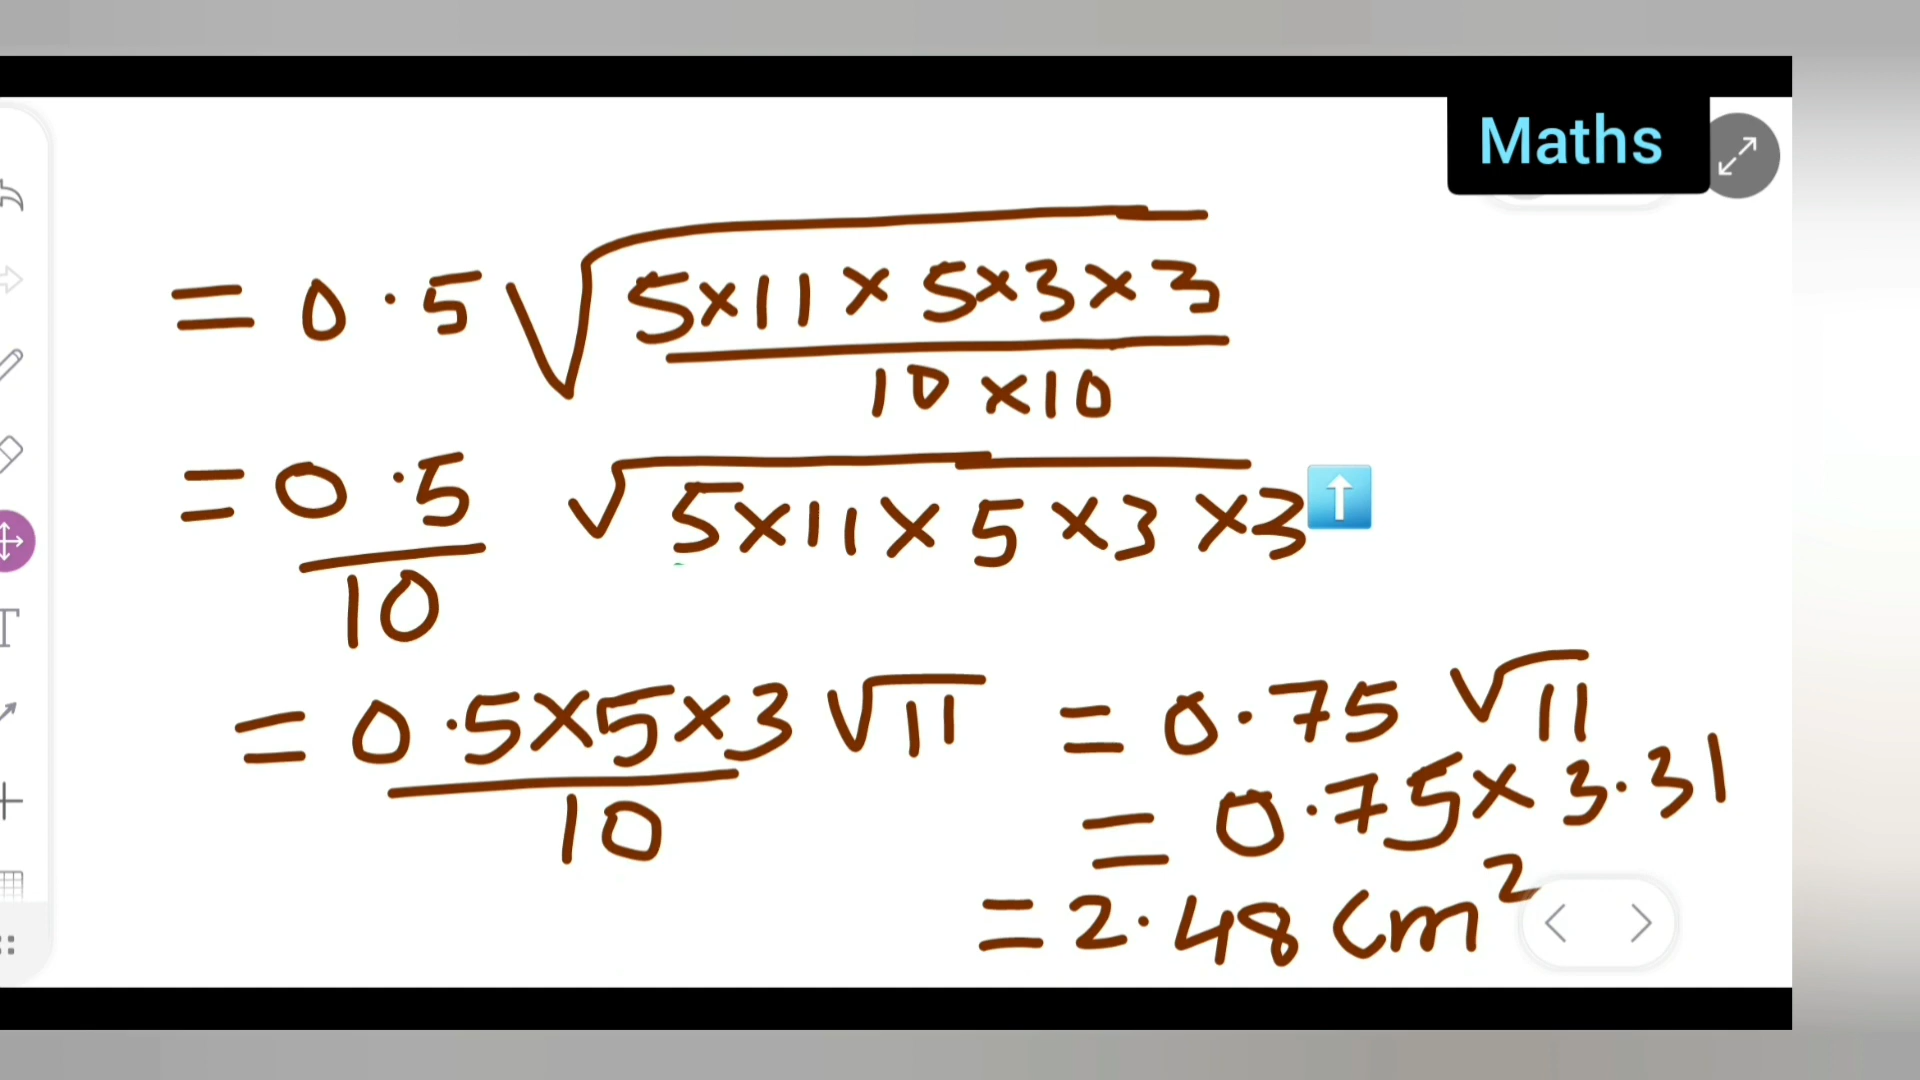 Maths
= 0.5 √(5×11×5×3×3 / 10×10)
= 0.5/10 √(5×11×5×3×3)
= 0.5×5×3/10 √11 = 0.75 √11
= 0.75×3.31
= 2.48 cm²